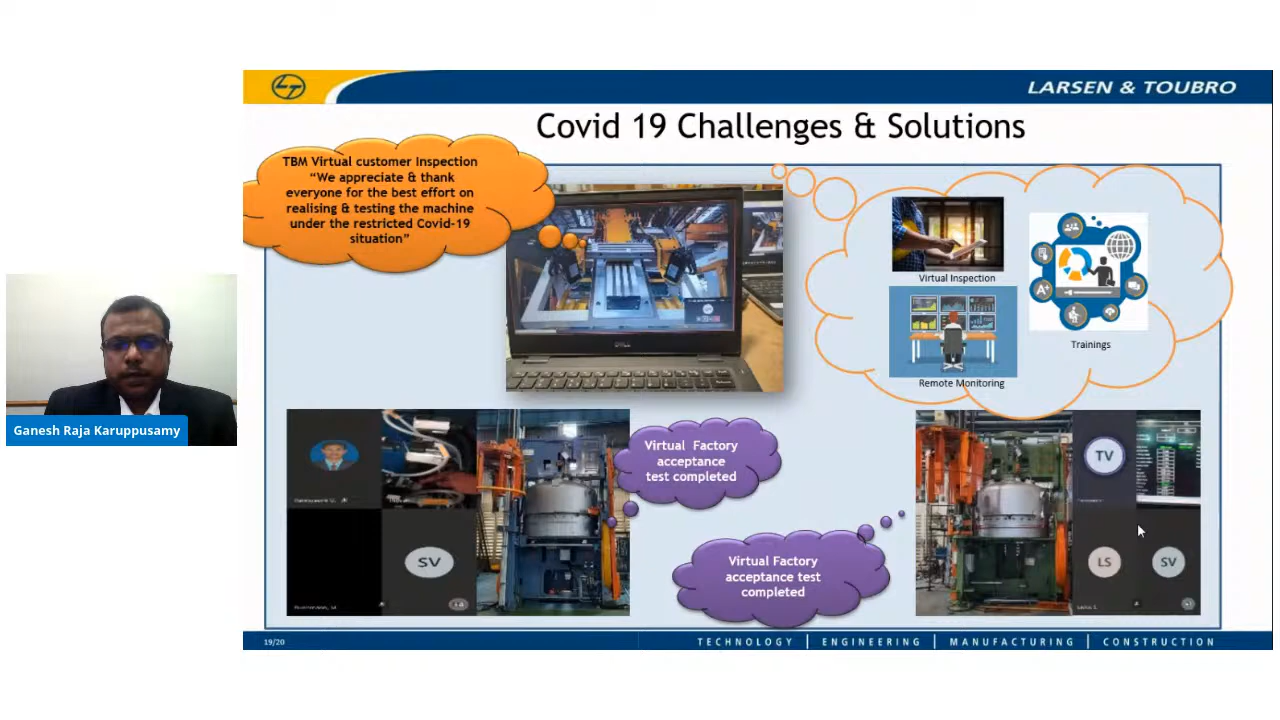 LARSEN & TOUBRO
Covid 19 Challenges & Solutions
TBM Virtual customer Inspection
“We appreciate & thank
everyone for the best effort on
realising & testing the machine
under the restricted Covid-19
situation”
DELL
Virtual Inspection
Remote Monitoring
Trainings
A+
Ganesh Raja Karuppusamy
SV
Virtual Factory
acceptance
test completed
Virtual Factory
acceptance test
completed
TV
LS
SV
19/20
TECHNOLOGY | ENGINEERING | MANUFACTURING | CONSTRUCTION